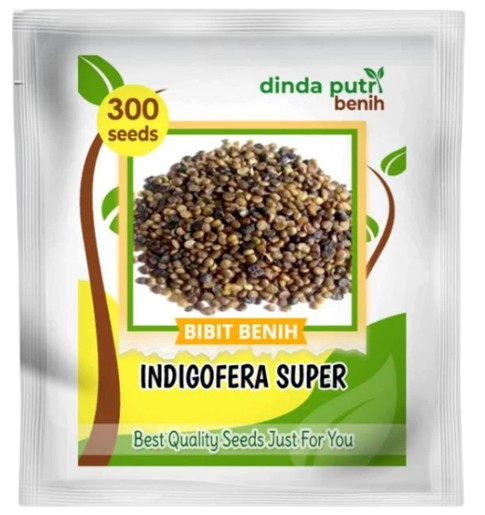 300
seeds
dinda putri
benih
BIBIT BENIH
INDIGOFERA SUPER
Best Quality Seeds Just For You